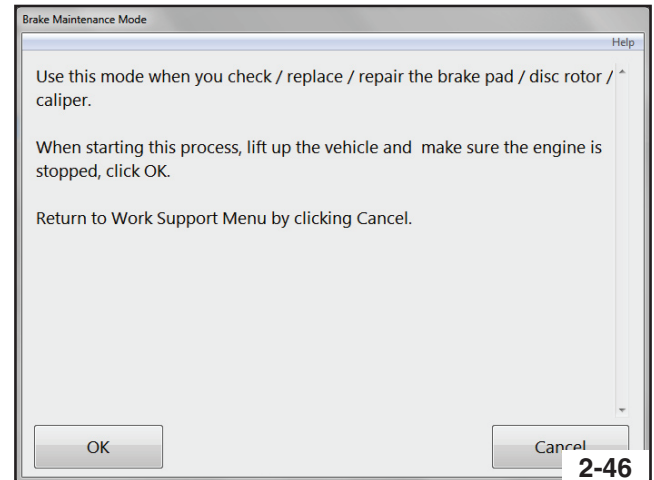 Brake Maintenance Mode
Help
Use this mode when you check / replace / repair the brake pad / disc rotor /
caliper.
When starting this process, lift up the vehicle and make sure the engine is
stopped, click OK.
Return to Work Support Menu by clicking Cancel.
OK
Cancel
2-46